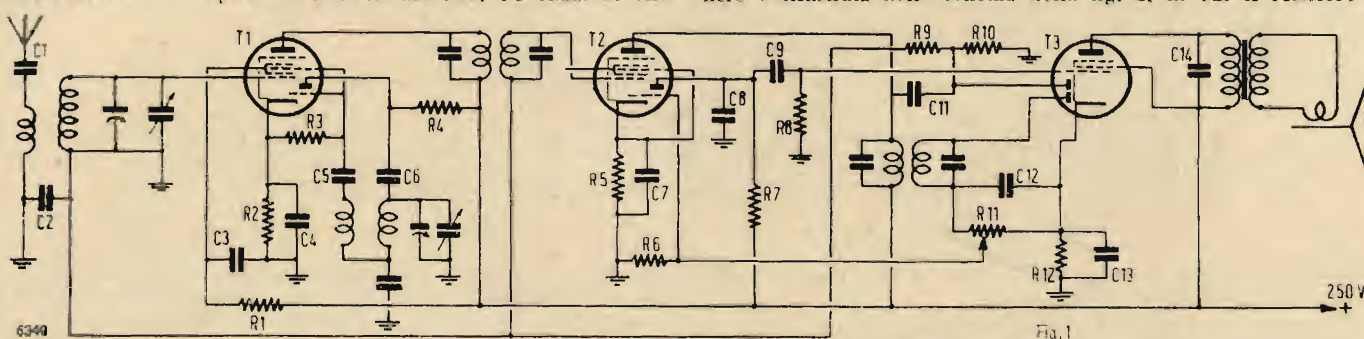 C1
T1
T2
C9
R9
R10
T3
C14
R3
R4
C8
R8
C11
C2
R2
C5
C6
C4
C3
R5
C7
R7
C12
R11
R6
R12
C13
R1
250 V
+
6340
Fig. 1